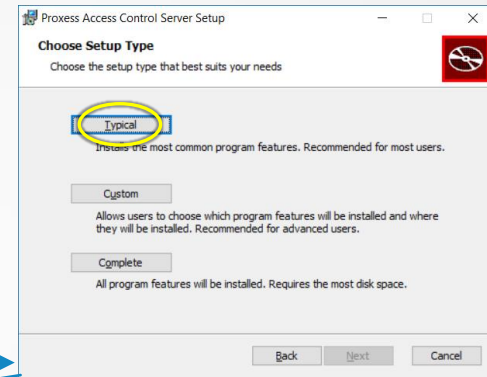 Proxess Access Control Server Setup
Choose Setup Type
Choose the setup type that best suits your needs
Typical
Installs the most common program features. Recommended for most users.
Custom
Allows users to choose which program features will be installed and where
they will be installed. Recommended for advanced users.
Complete
All program features will be installed. Requires the most disk space.
Back Next Cancel